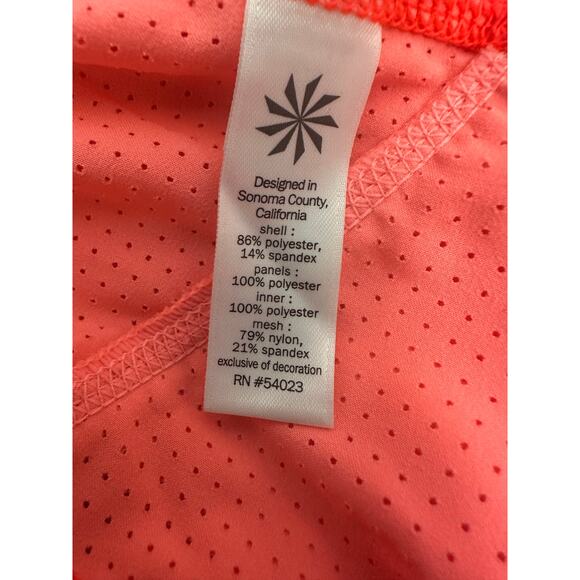 Designed in
Sonoma County,
California
shell :
86% polyester,
14% spandex
panels :
100% polyester
inner :
100% polyester
mesh :
79% nylon,
21% spandex
exclusive of decoration
RN #54023